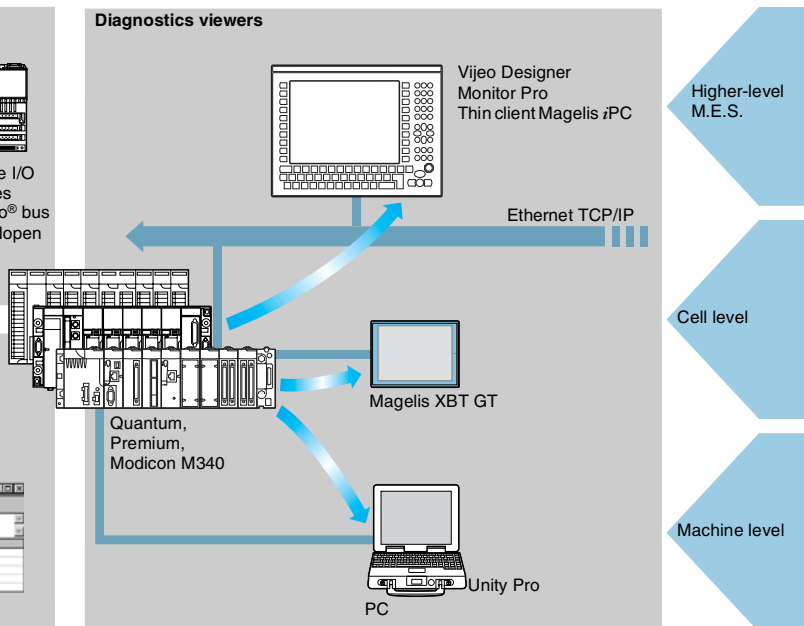 Diagnostics viewers
Vijeo Designer
Monitor Pro
Thin client Magelis iPC
Higher-level
M.E.S.
I/O
® bus
Ethernet TCP/IP
Cell level
Magelis XBT GT
Quantum,
Premium,
Modicon M340
Machine level
Unity Pro
PC